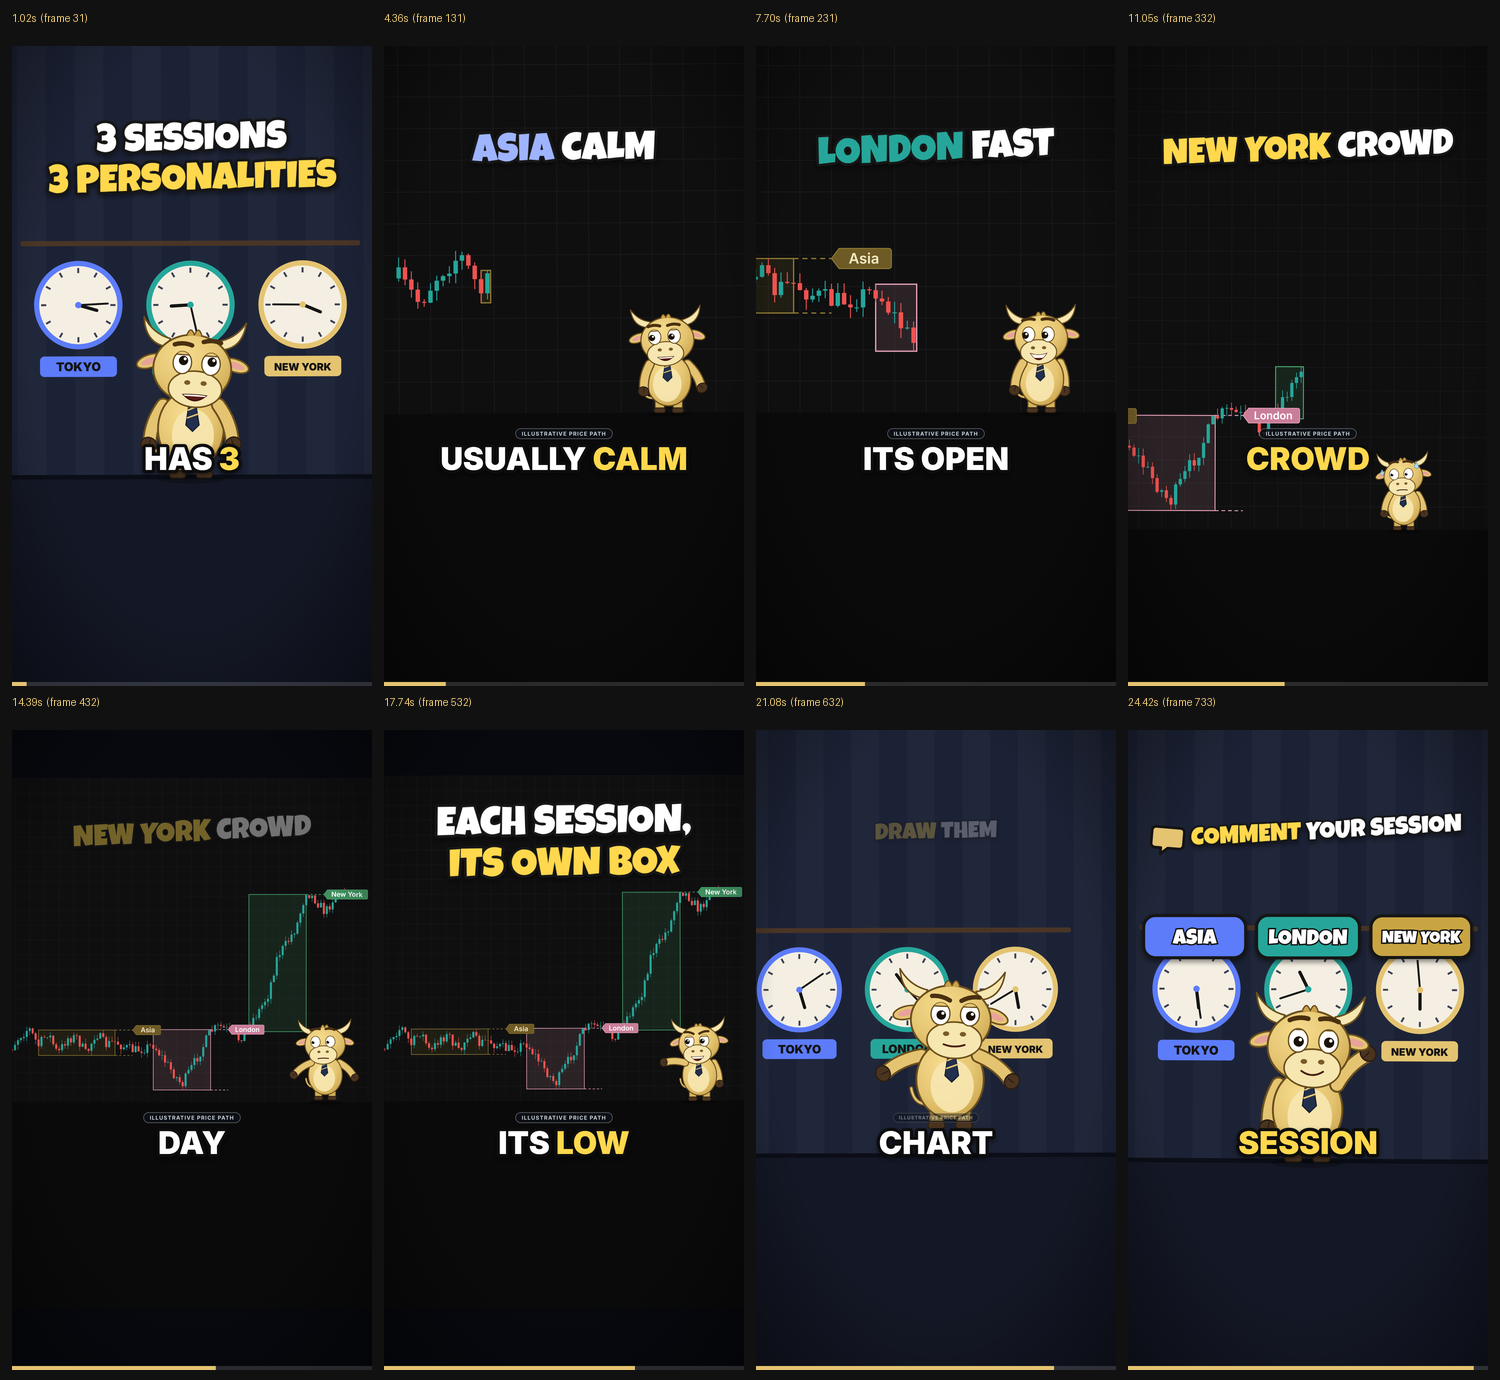 1.02s (frame 31)
3 SESSIONS
3 PERSONALITIES
TOKYO
NEW YORK
HAS 3
4.36s (frame 131)
ASIA CALM
ILLUSTRATIVE PRICE PATH
USUALLY CALM
7.70s (frame 231)
LONDON FAST
Asia
ILLUSTRATIVE PRICE PATH
ITS OPEN
11.05s (frame 332)
NEW YORK CROWD
London
ILLUSTRATIVE PRICE PATH
CROWD
14.39s (frame 432)
NEW YORK CROWD
New York
Asia
London
ILLUSTRATIVE PRICE PATH
DAY
17.74s (frame 532)
EACH SESSION,
ITS OWN BOX
New York
Asia
London
ILLUSTRATIVE PRICE PATH
ITS LOW
21.08s (frame 632)
DRAW THEM
TOKYO
LONDO
NEW YORK
ILLUSTRATIVE PRICE PATH
CHART
24.42s (frame 733)
COMMENT YOUR SESSION
ASIA
LONDON
NEW YORK
TOKYO
NEW YORK
SESSION